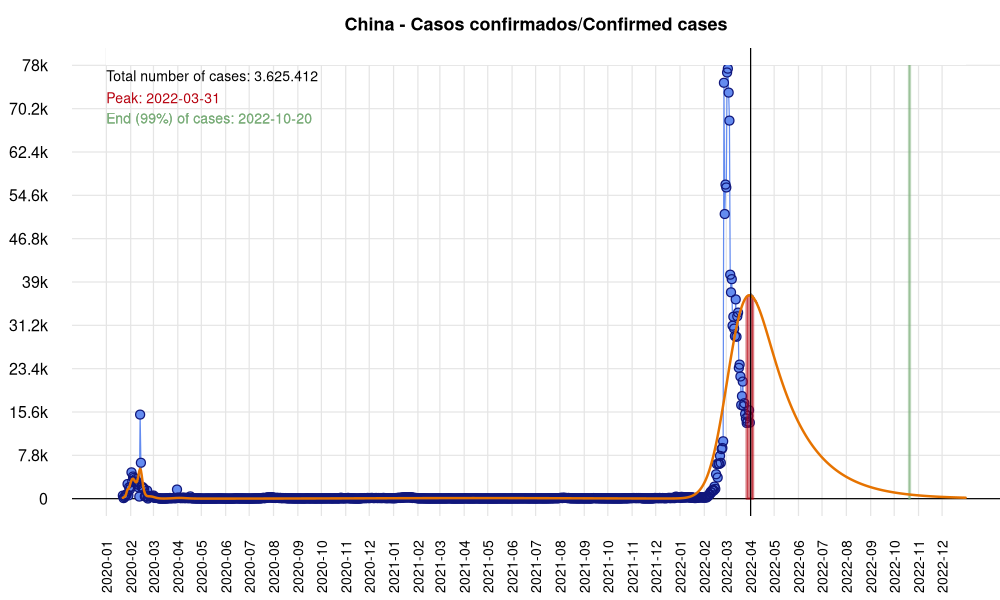 China - Casos confirmados/Confirmed cases
78k
Total number of cases: 3.625.412
Peak: 2022-03-31
End (99%) of cases: 2022-10-20
70.2k
62.4k
54.6k
46.8k
39k
31.2k
23.4k
15.6k
7.8k
0
2020-01
2020-02
2020-03
2020-04
2020-05
2020-06
2020-07
2020-08
2020-09
2020-10
2020-11
2020-12
2021-01
2021-02
2021-03
2021-04
2021-05
2021-06
2021-07
2021-08
2021-09
2021-10
2021-11
2021-12
2022-01
2022-02
2022-03
2022-04
2022-05
2022-06
2022-07
2022-08
2022-09
2022-10
2022-11
2022-12